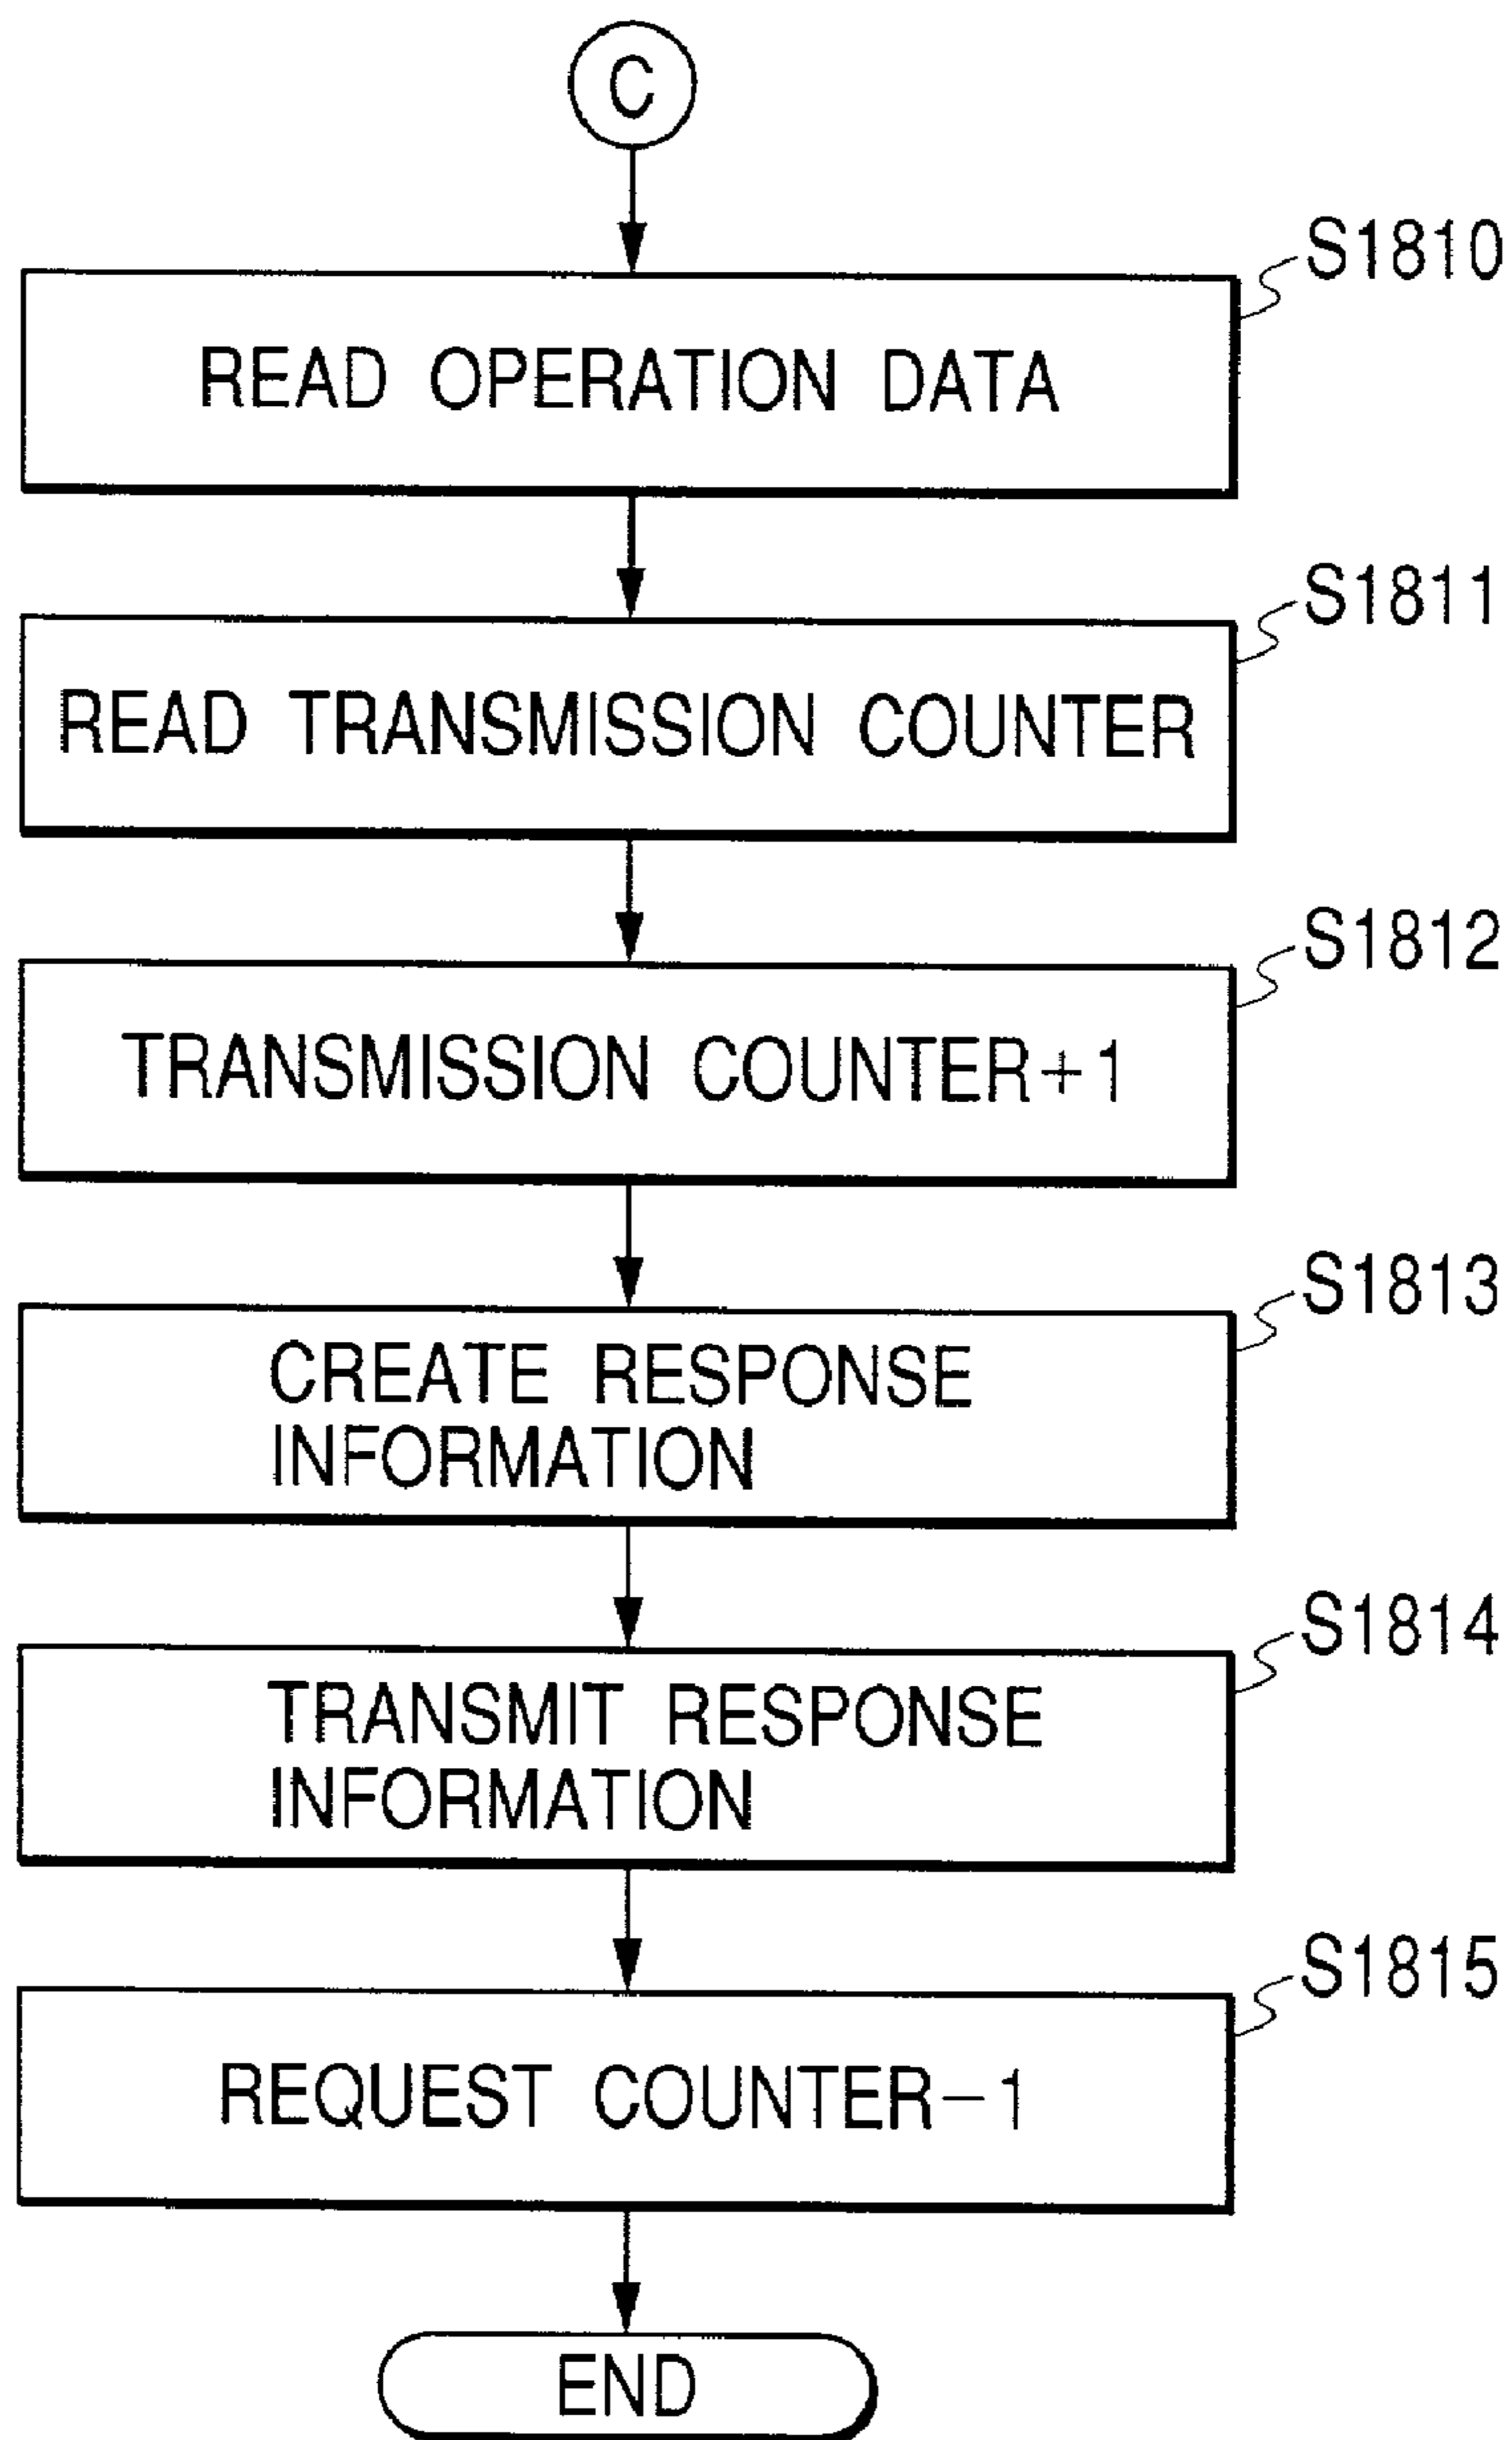 C
S1810
READ OPERATION DATA
S1811
READ TRANSMISSION COUNTER
S1812
TRANSMISSION COUNTER+1
S1813
CREATE RESPONSE
INFORMATION
S1814
TRANSMIT RESPONSE
INFORMATION
S1815
REQUEST COUNTER−1
END